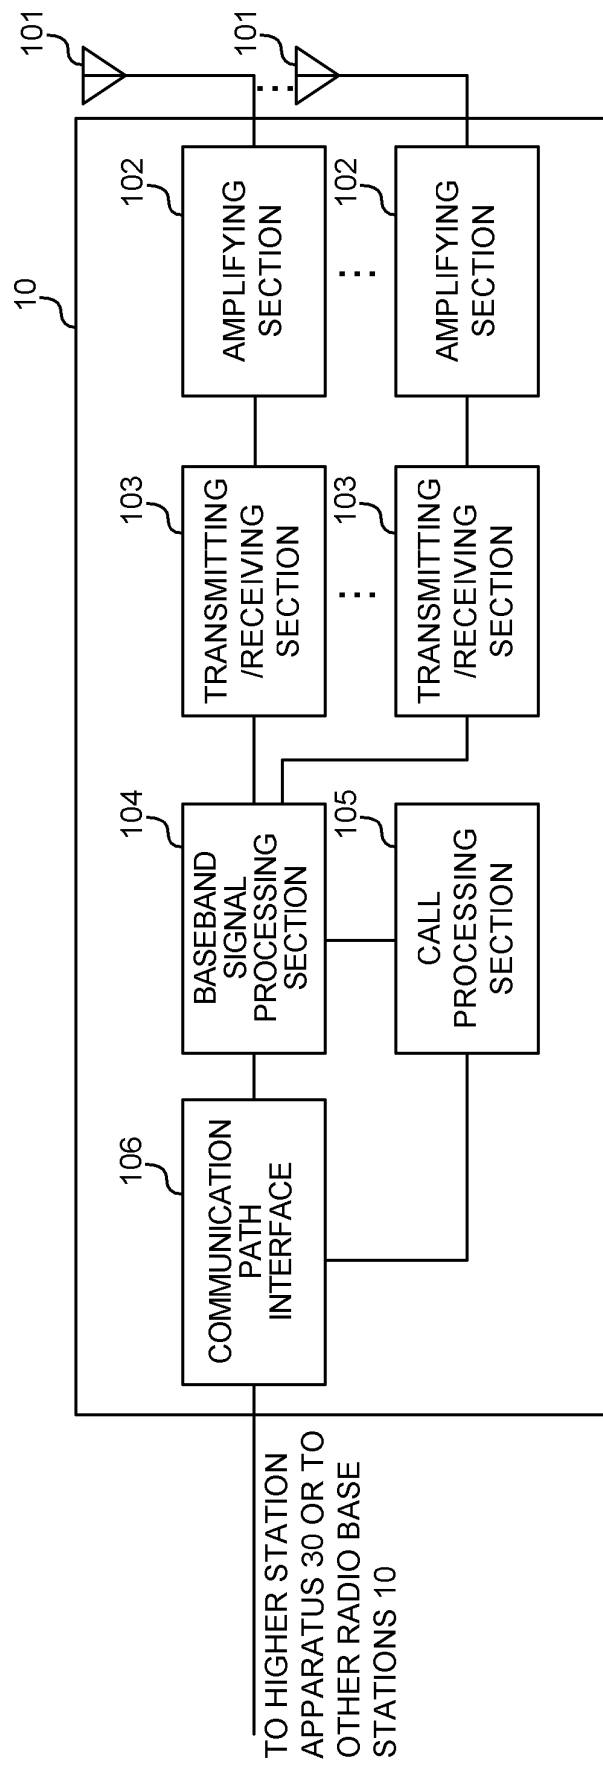 10
101
101
102
AMPLIFYING
SECTION
102
AMPLIFYING
SECTION
...
103
TRANSMITTING
/RECEIVING
SECTION
103
TRANSMITTING
/RECEIVING
SECTION
...
...
104
BASEBAND
SIGNAL
PROCESSING
SECTION
105
CALL
PROCESSING
SECTION
106
COMMUNICATION
PATH
INTERFACE
TO HIGHER STATION
APPARATUS 30 OR TO
OTHER RADIO BASE
STATIONS 10